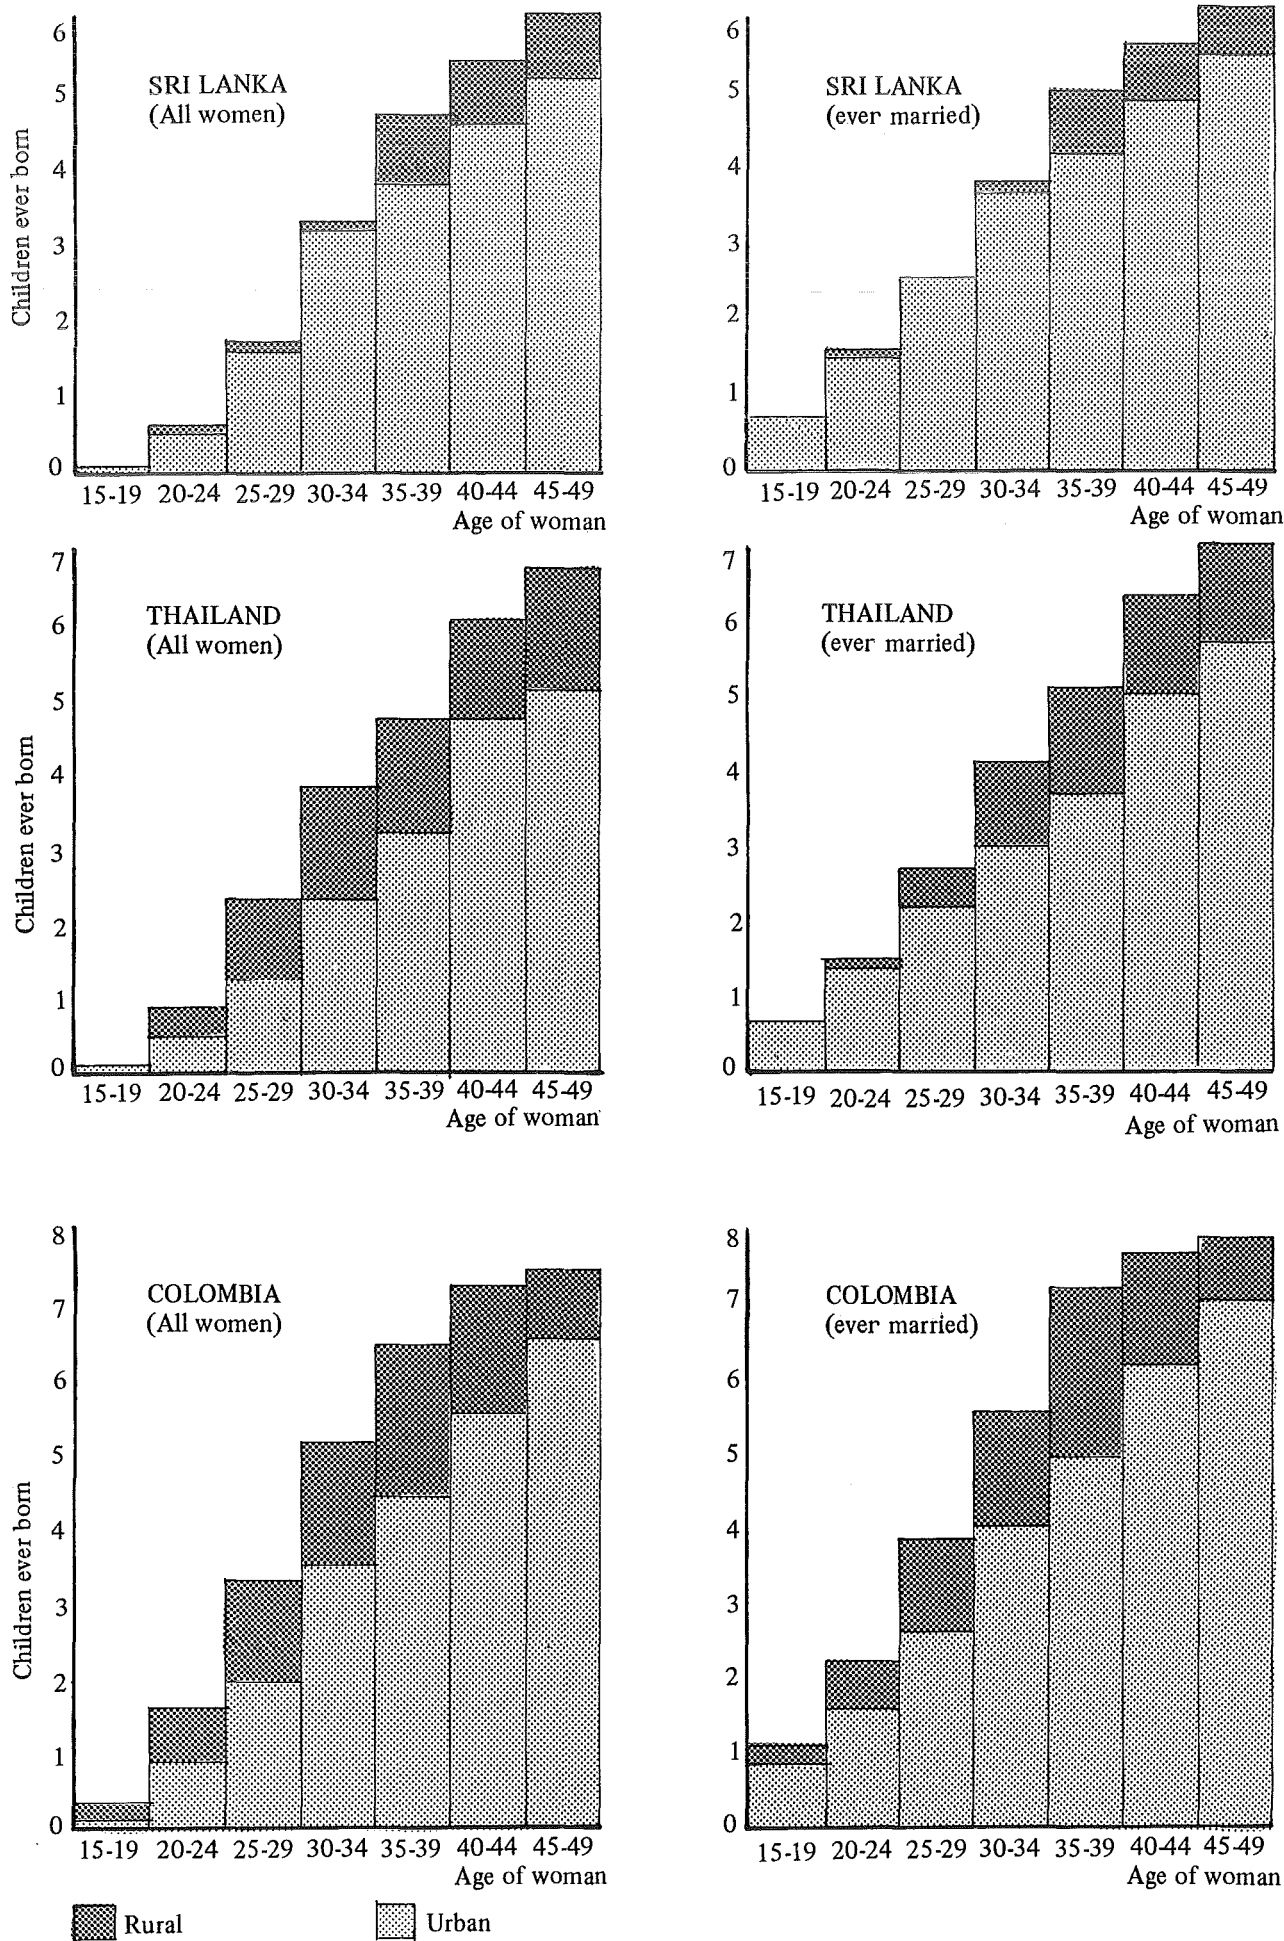 6
5
4
3
2
1
0
Children ever born
SRI LANKA
(All women)
15-19 20-24 25-29 30-34 35-39 40-44 45-49
Age of woman
6
5
4
3
2
1
0
SRI LANKA
(ever married)
15-19 20-24 25-29 30-34 35-39 40-44 45-49
Age of woman
7
6
5
4
3
2
1
0
Children ever born
THAILAND
(All women)
15-19 20-24 25-29 30-34 35-39 40-44 45-49
Age of woman
7
6
5
4
3
2
1
0
THAILAND
(ever married)
15-19 20-24 25-29 30-34 35-39 40-44 45-49
Age of woman
8
7
6
5
4
3
2
1
0
Children ever born
COLOMBIA
(All women)
15-19 20-24 25-29 30-34 35-39 40-44 45-49
Age of woman
8
7
6
5
4
3
2
1
0
COLOMBIA
(ever married)
15-19 20-24 25-29 30-34 35-39 40-44 45-49
Age of woman
Rural
Urban